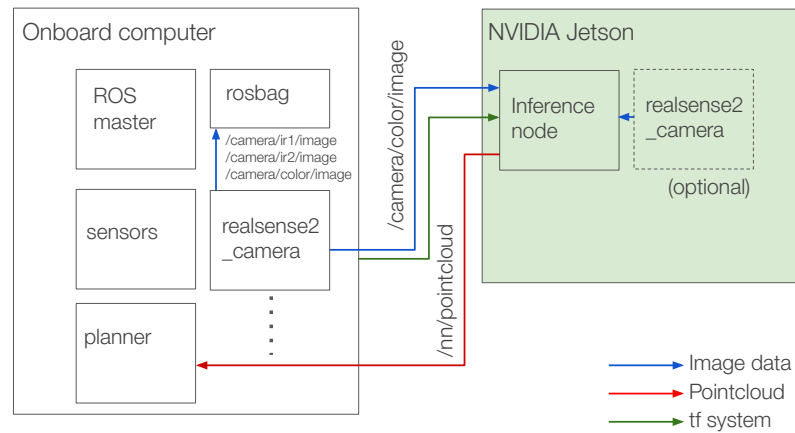 Onboard computer
ROS
master
rosbag
/camera/ir1/image
/camera/ir2/image
/camera/color/image
sensors
realsense2
_camera
planner
/camera/color/image
/nn/pointcloud
NVIDIA Jetson
Inference
node
realsense2
_camera
(optional)
Image data
Pointcloud
tf system